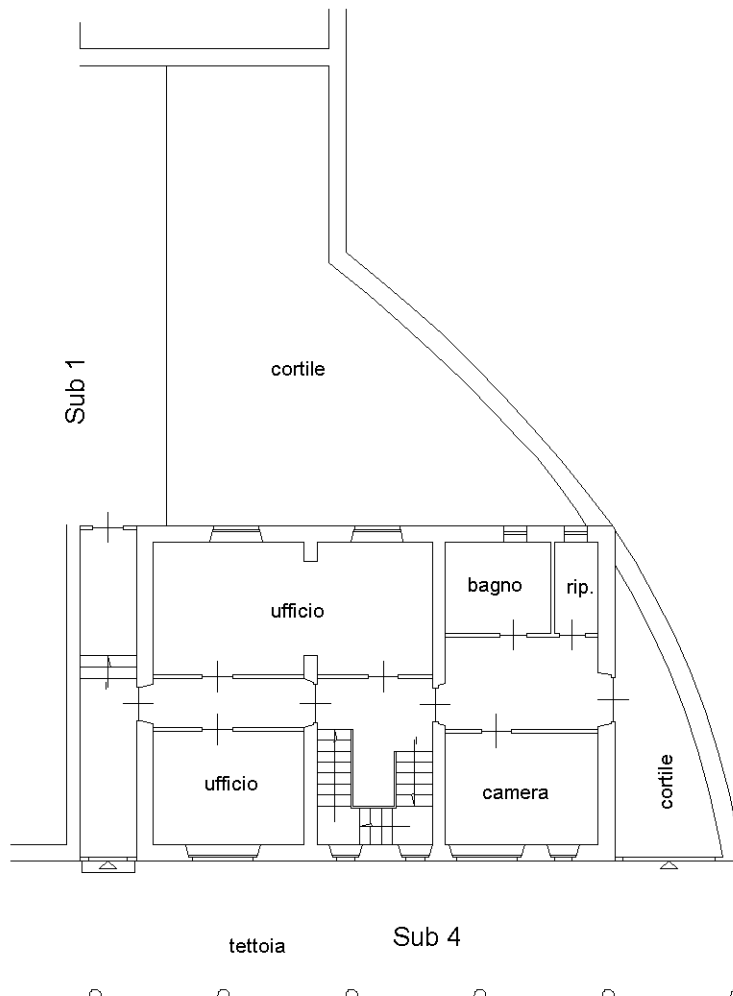 cortile
Sub 1
bagno
rip.
ufficio
ufficio
camera
cortile
Sub 4
tettoia